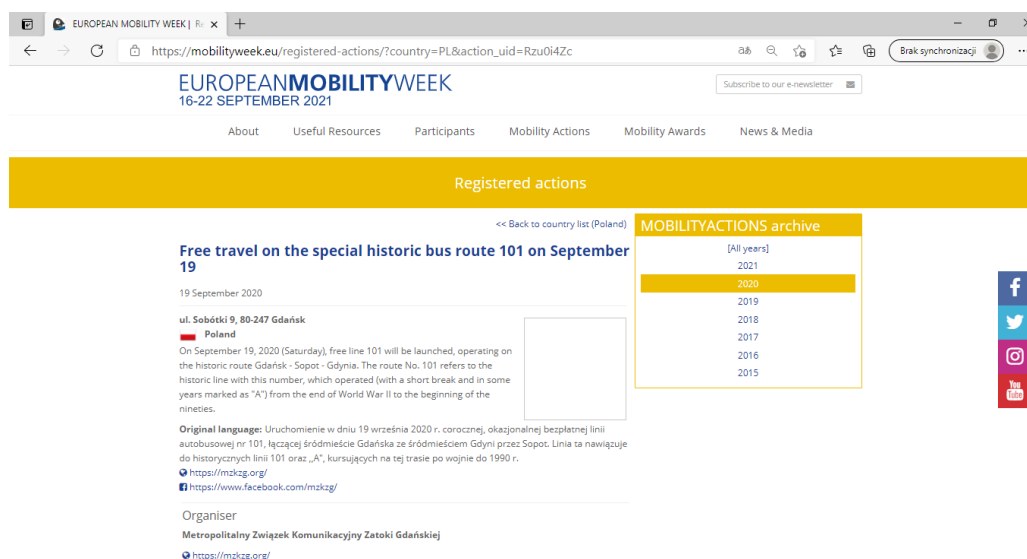 EUROPEAN MOBILITY WEEK | Re
https://mobilityweek.eu/registered-actions/?country=PL&action_uid=Rzu0i4Zc
Brak synchronizacji
EUROPEANMOBILITYWEEK
16-22 SEPTEMBER 2021
Subscribe to our e-newsletter
About Useful Resources Participants Mobility Actions Mobility Awards News & Media
Registered actions
<< Back to country list (Poland)
MOBILITYACTIONS archive
[All years]
2021
2020
2019
2018
2017
2016
2015
Free travel on the special historic bus route 101 on September
19
19 September 2020
ul. Sobótki 9, 80-247 Gdańsk
Poland
On September 19, 2020 (Saturday), free line 101 will be launched, operating on
the historic route Gdańsk - Sopot - Gdynia. The route No. 101 refers to the
historic line with this number, which operated (with a short break and in some
years marked as "A") from the end of World War II to the beginning of the
nineties.
Original language: Uruchomienie w dniu 19 września 2020 r. corocznej, okazjonalnej bezpłatnej linii
autobusowej nr 101, łączącej śródmieście Gdańska ze śródmieściem Gdyni przez Sopot. Linia ta nawiązuje
do historycznych linii 101 oraz „A", kursujących na tej trasie po wojnie do 1990 r.
https://mzkzg.org/
https://www.facebook.com/mzkzg/
Organiser
Metropolitalny Związek Komunikacyjny Zatoki Gdańskiej
https://mzkzg.org/
You
Tube